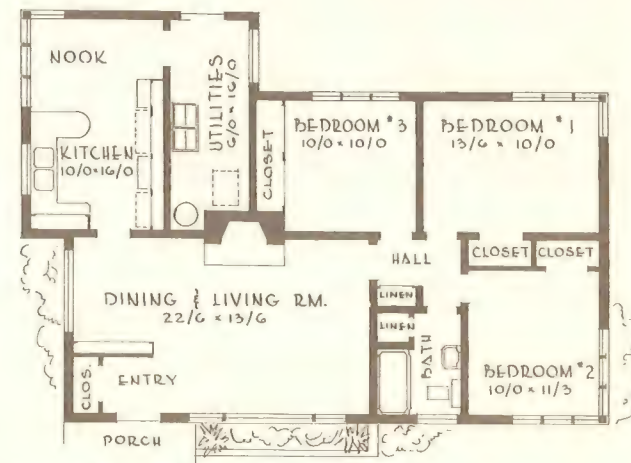 NOOK
KITCHEN
10/0 × 16/0
UTILITIES
6/0 × 16/0
CLOSET
BEDROOM #3
10/0 × 10/0
BEDROOM #1
13/6 × 10/0
HALL
CLOSET
CLOSET
LINEN
LINEN
BATH
DINING & LIVING RM.
22/6 × 13/6
BEDROOM #2
10/0 × 11/3
CLOS.
ENTRY
PORCH